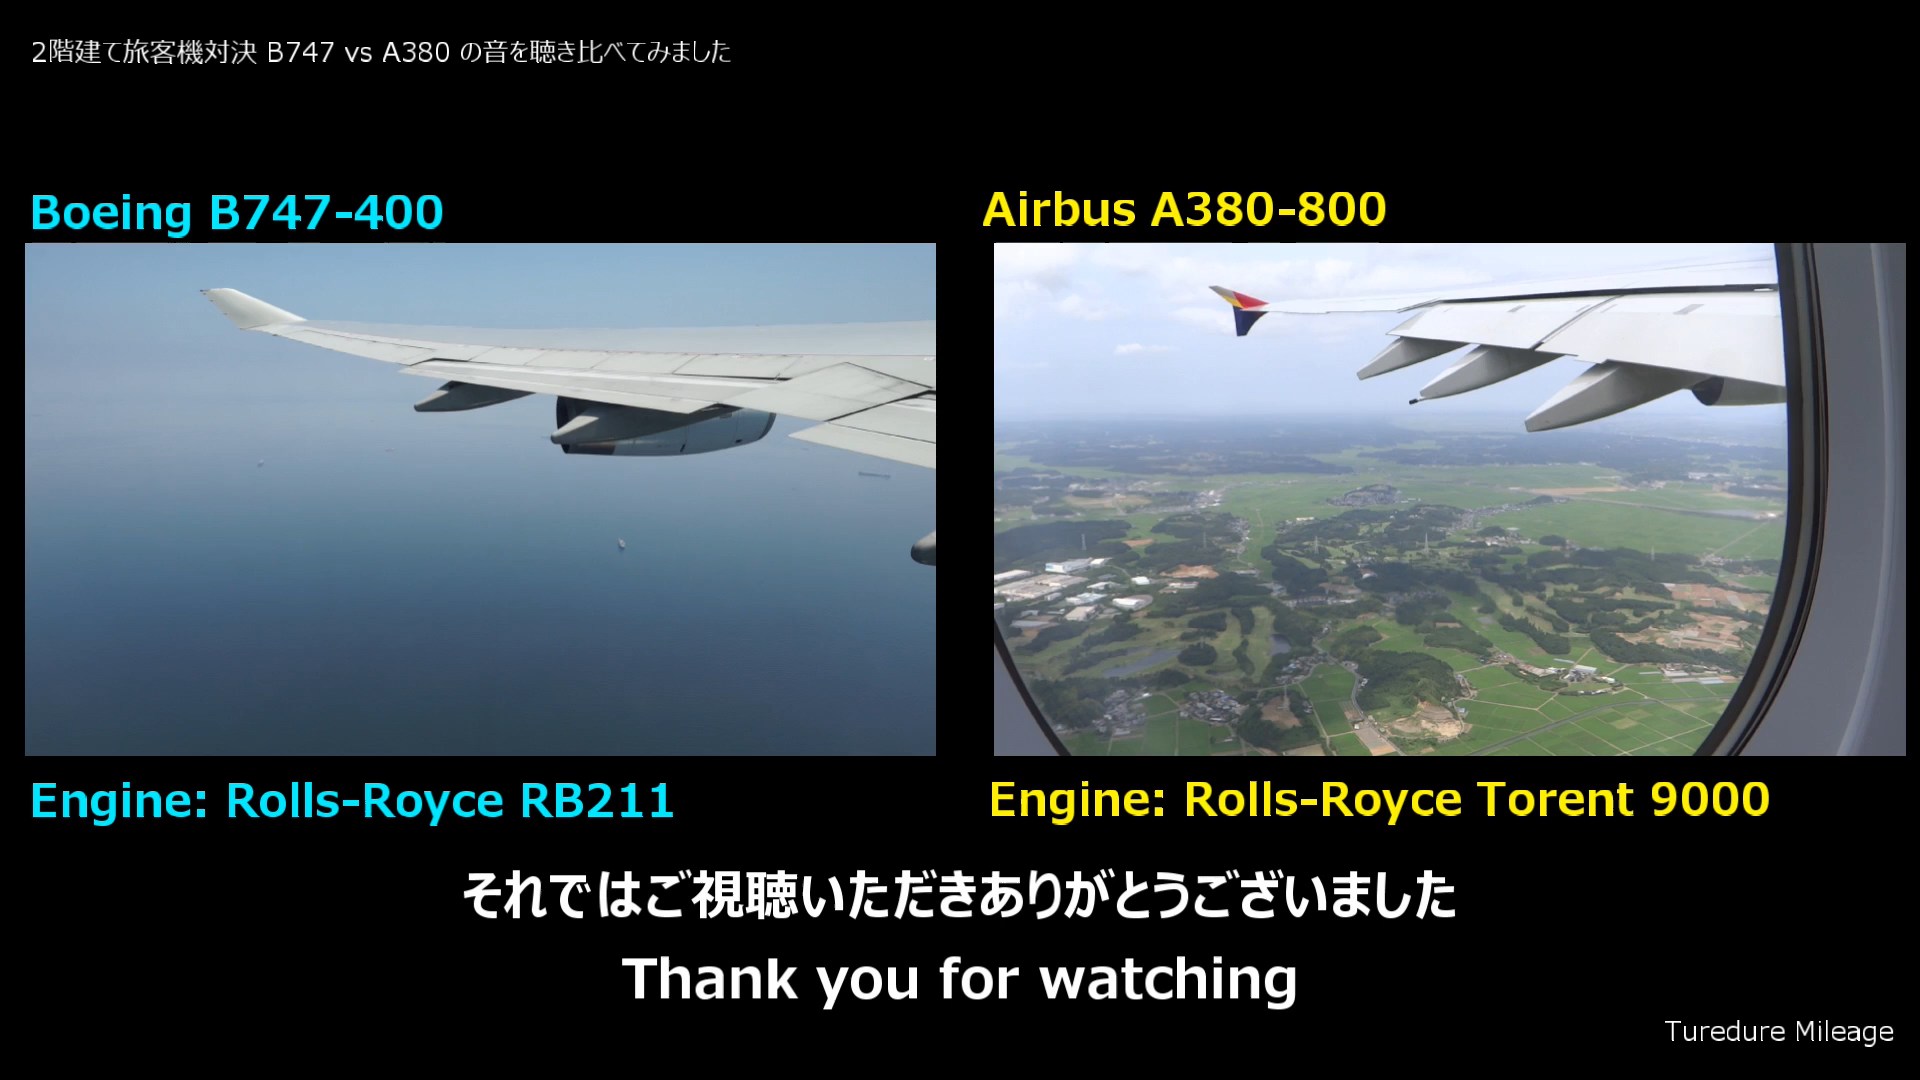 2階建て旅客機対決 B747 vs A380 の音を聴き比べてみました
Boeing B747-400
Airbus A380-800
Engine: Rolls-Royce RB211
Engine: Rolls-Royce Torent 9000
それではご視聴いただきありがとうございました
Thank you for watching
Turedure Mileage